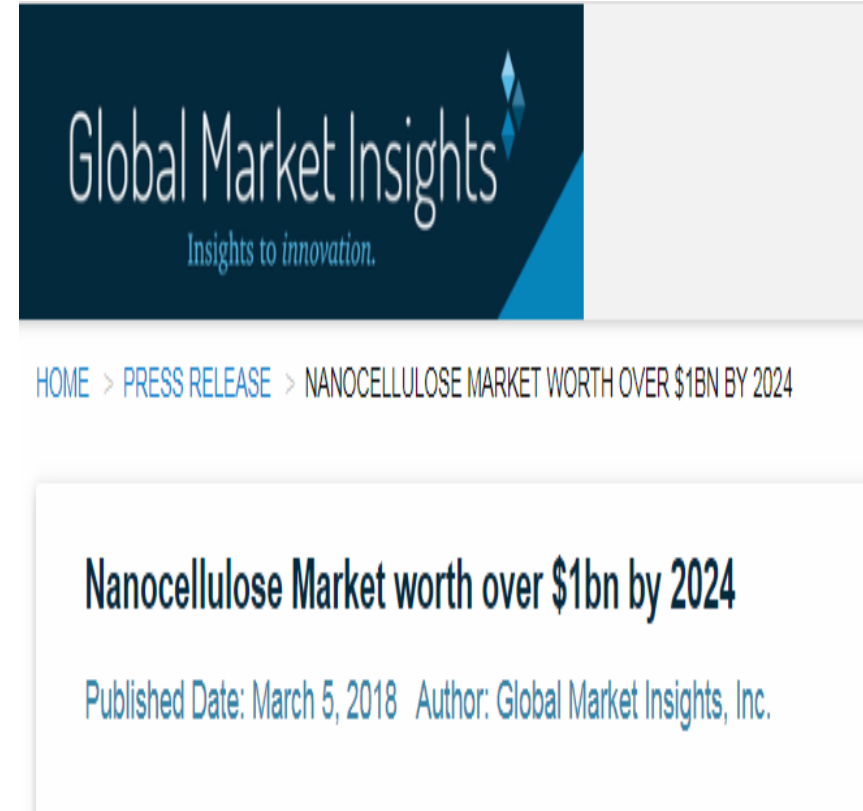 Global Market Insights
Insights to innovation.
HOME > PRESS RELEASE > NANOCELLULOSE MARKET WORTH OVER $1BN BY 2024
Nanocellulose Market worth over $1bn by 2024
Published Date: March 5, 2018 Author: Global Market Insights, Inc.